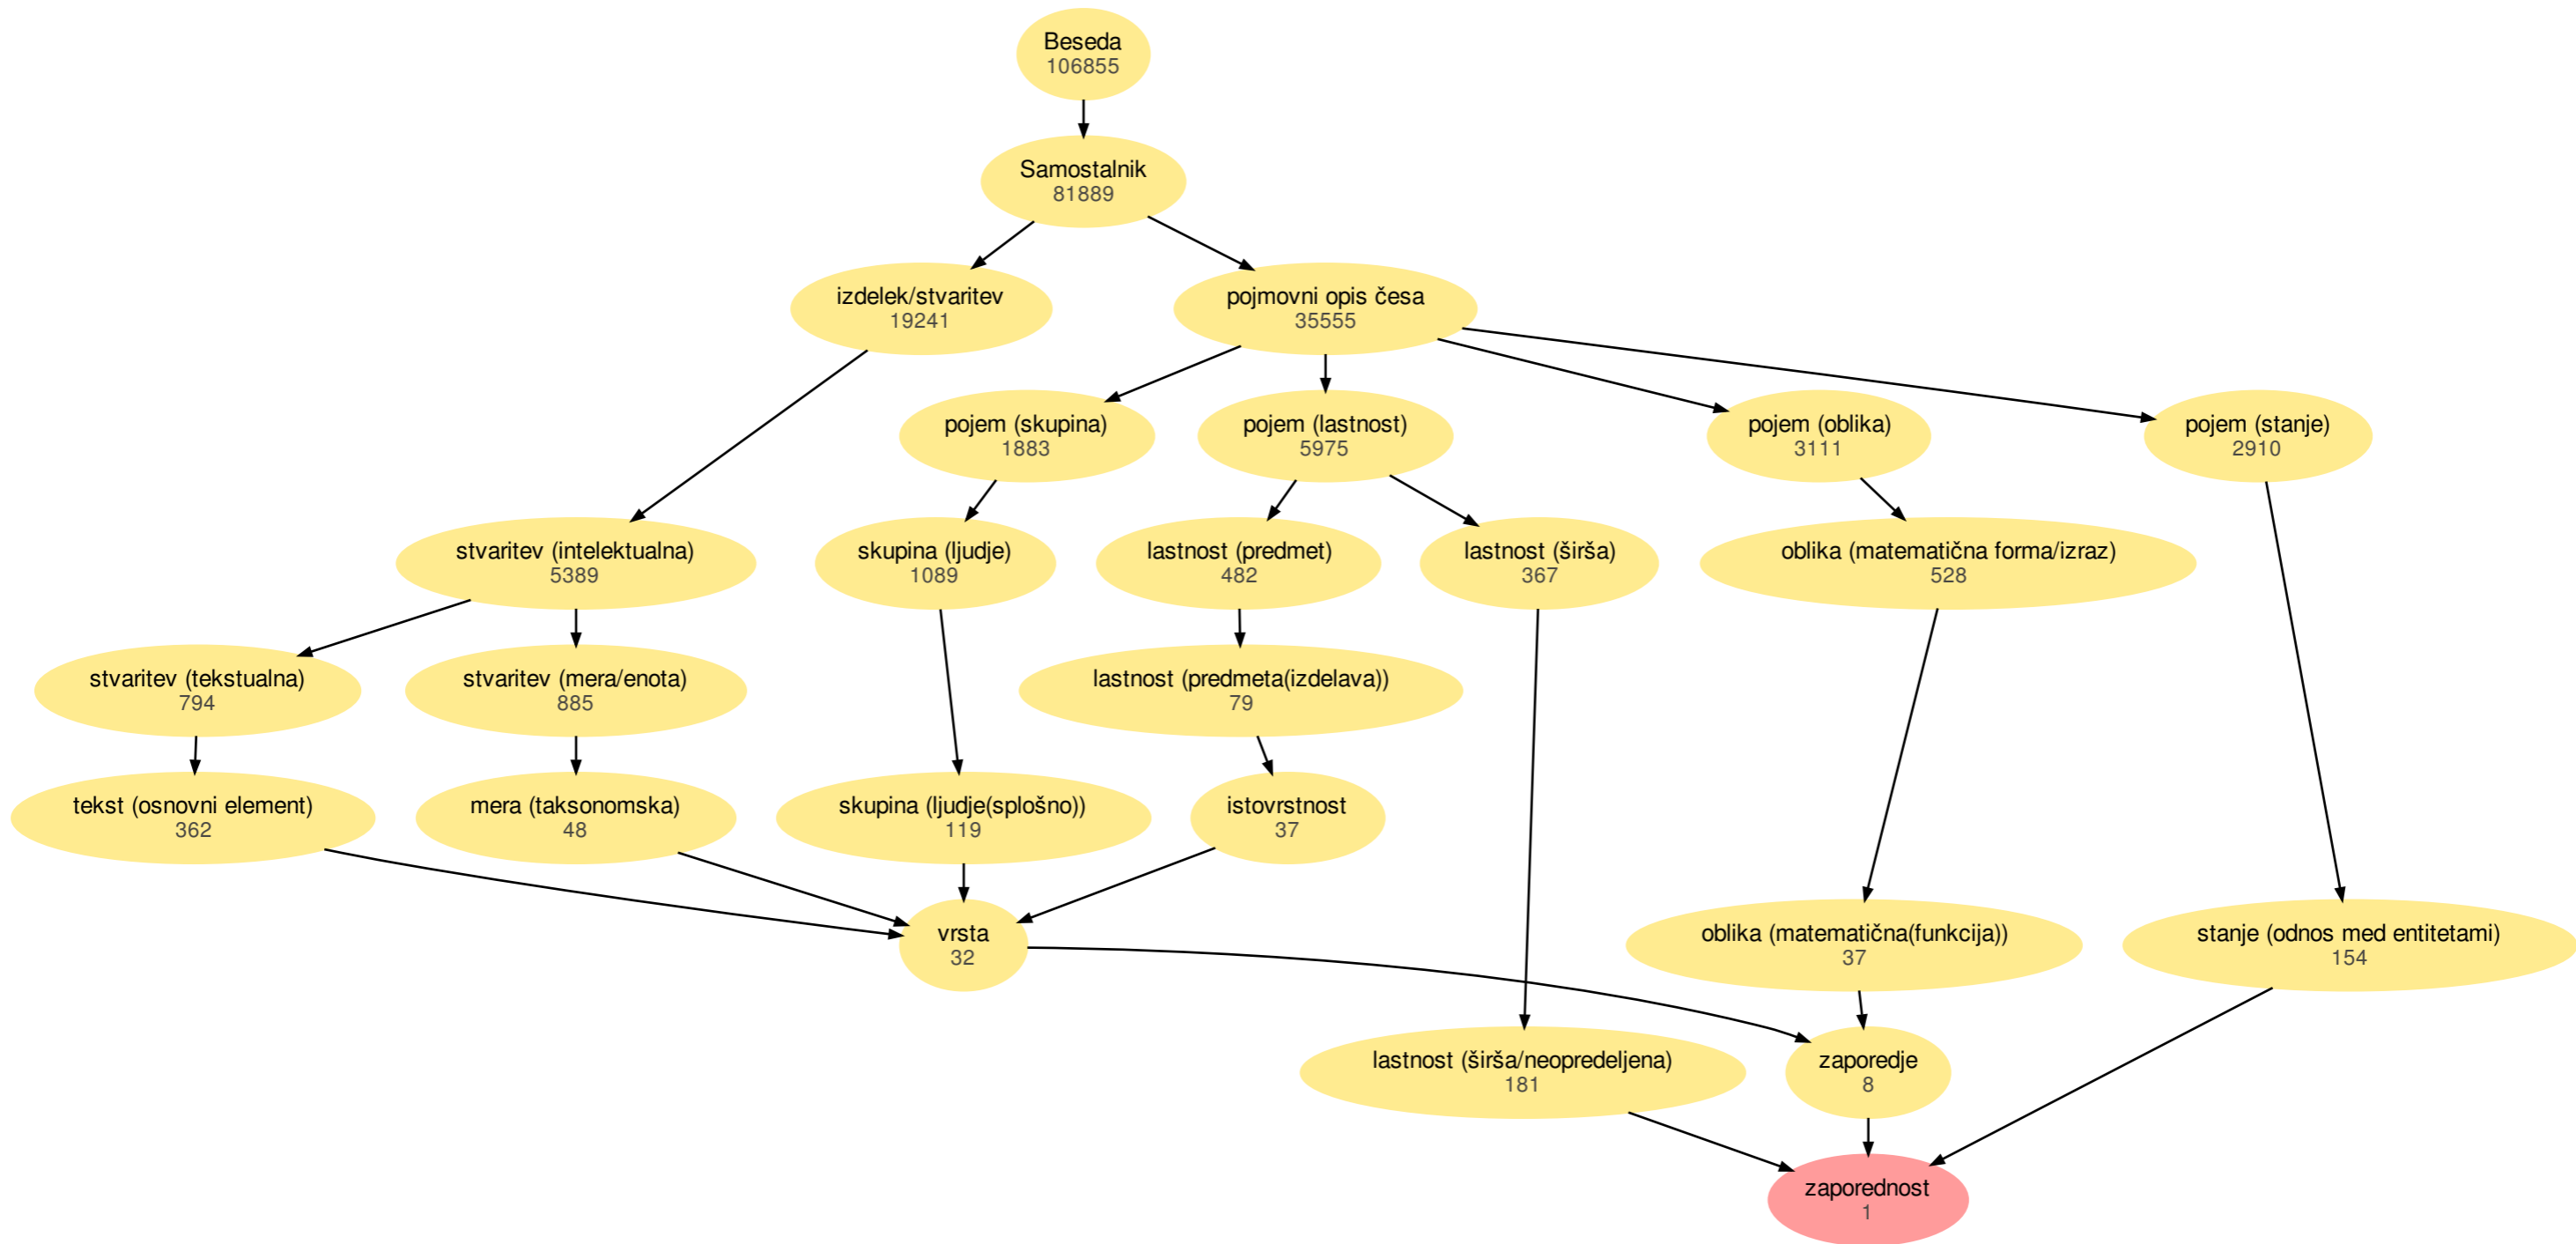 Beseda
106855
Samostalnik
81889
izdelek/stvaritev
19241
pojmovni opis česa
35555
pojem (skupina)
1883
pojem (lastnost)
5975
pojem (oblika)
3111
pojem (stanje)
2910
stvaritev (intelektualna)
5389
skupina (ljudje)
1089
lastnost (predmet)
482
lastnost (širša)
367
oblika (matematična forma/izraz)
528
stvaritev (tekstualna)
794
stvaritev (mera/enota)
885
lastnost (predmeta(izdelava))
79
tekst (osnovni element)
362
mera (taksonomska)
48
skupina (ljudje(splošno))
119
istovrstnost
37
vrsta
32
oblika (matematična(funkcija))
37
stanje (odnos med entitetami)
154
lastnost (širša/neopredeljena)
181
zaporedje
8
zaporednost
1